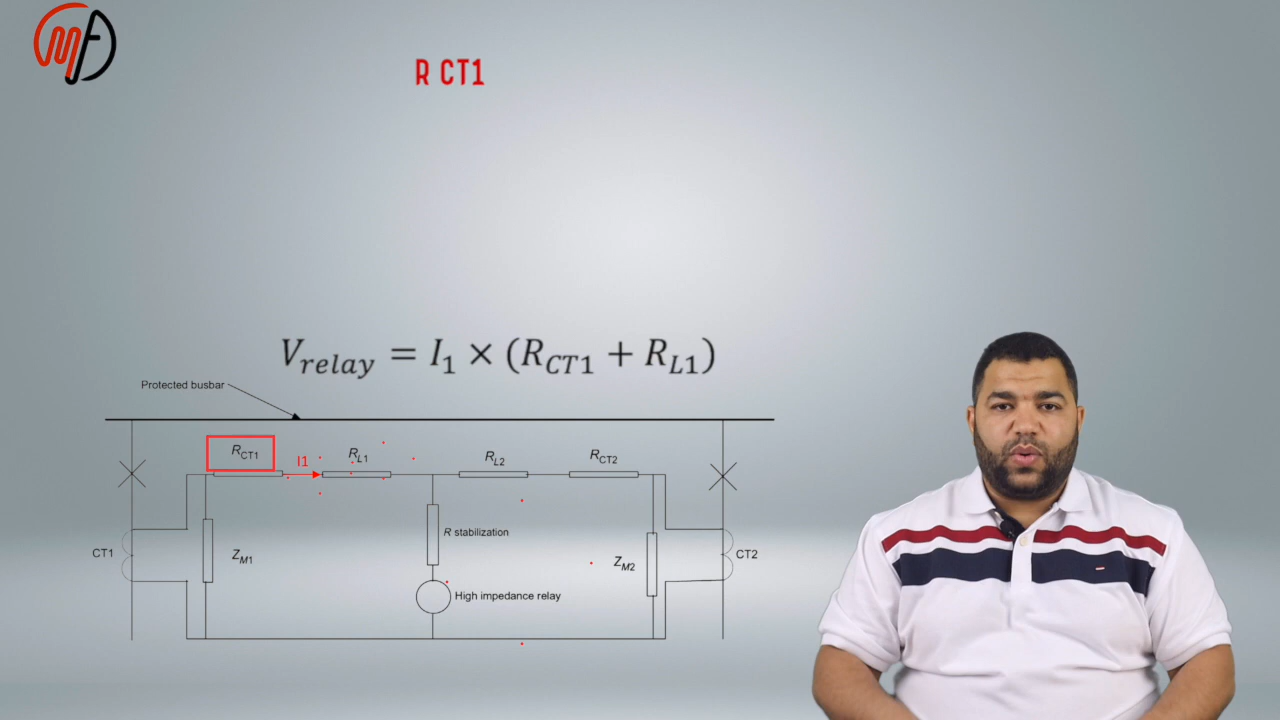 MF
R CT1
V_relay = I_1 × (R_CT1 + R_L1)
Protected busbar
R_CT1
I1
R_L1
R_L2
R_CT2
R stabilization
CT1
Z_M1
Z_M2
CT2
High impedance relay